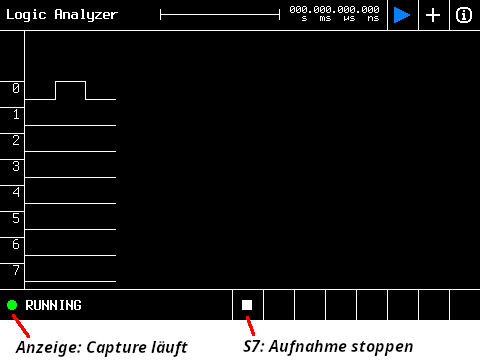 Logic Analyzer
000.000.000.000
s ms µs ns
0
1
2
3
4
5
6
7
RUNNING
Anzeige: Capture läuft
S7: Aufnahme stoppen